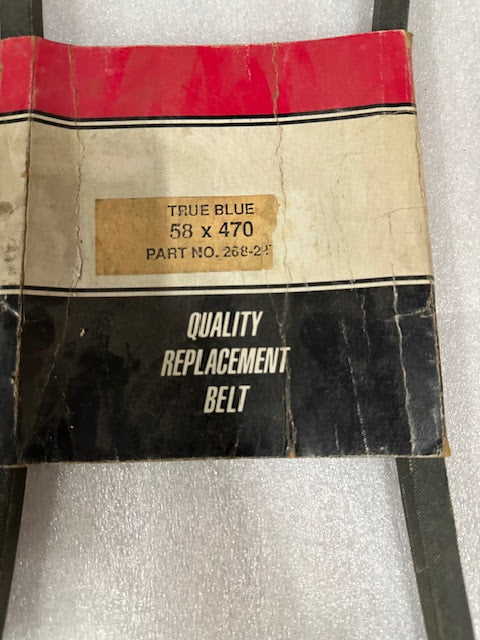 TRUE BLUE
58 x 470
PART NO.
QUALITY
REPLACEMENT
BELT